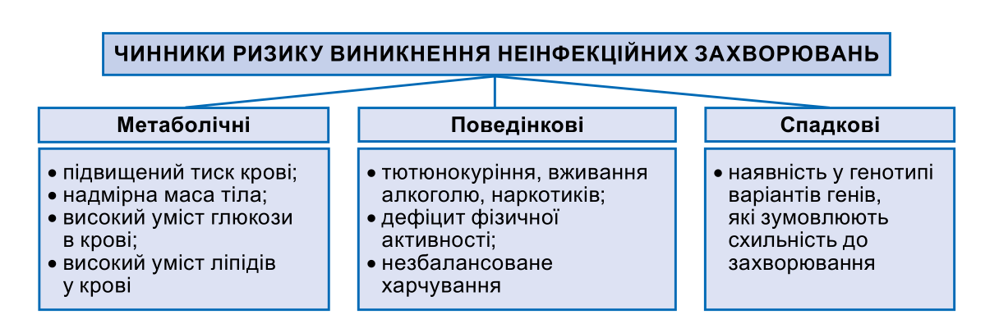 ЧИННИКИ РИЗИКУ ВИНИКНЕННЯ НЕІНФЕКЦІЙНИХ ЗАХВОРЮВАНЬ
Метаболічні
• підвищений тиск крові;
• надмірна маса тіла;
• високий уміст глюкози
в крові;
• високий уміст ліпідів
у крові
Поведінкові
• тютюнокуріння, вживання
алкоголю, наркотиків;
• дефіцит фізичної
активності;
• незбалансоване
харчування
Спадкові
• наявність у генотипі
варіантів генів,
які зумовлюють
схильність до
захворювання